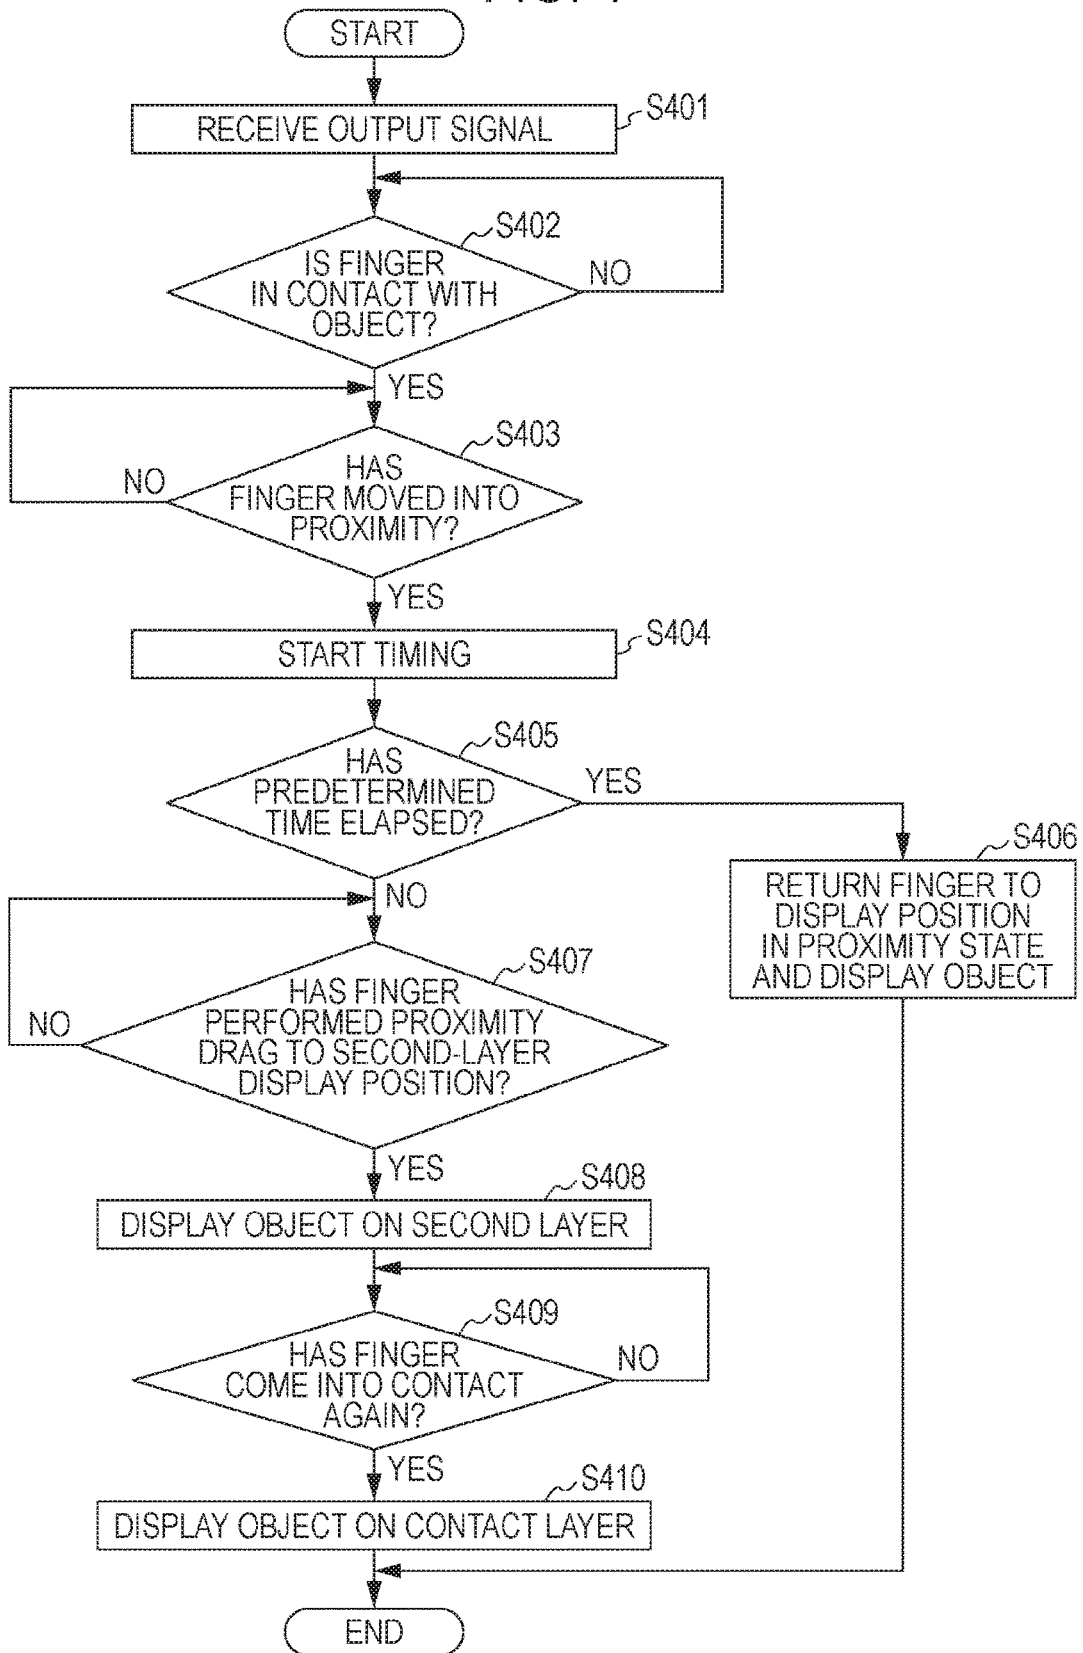 START
RECEIVE OUTPUT SIGNAL
S401
S402
IS FINGER
IN CONTACT WITH
OBJECT?
NO
YES
S403
HAS
FINGER MOVED INTO
PROXIMITY?
NO
YES
START TIMING
S404
S405
HAS
PREDETERMINED
TIME ELAPSED?
YES
NO
S406
RETURN FINGER TO
DISPLAY POSITION
IN PROXIMITY STATE
AND DISPLAY OBJECT
S407
HAS FINGER
PERFORMED PROXIMITY
DRAG TO SECOND-LAYER
DISPLAY POSITION?
NO
YES
S408
DISPLAY OBJECT ON SECOND LAYER
S409
HAS FINGER
COME INTO CONTACT
AGAIN?
NO
YES
S410
DISPLAY OBJECT ON CONTACT LAYER
END